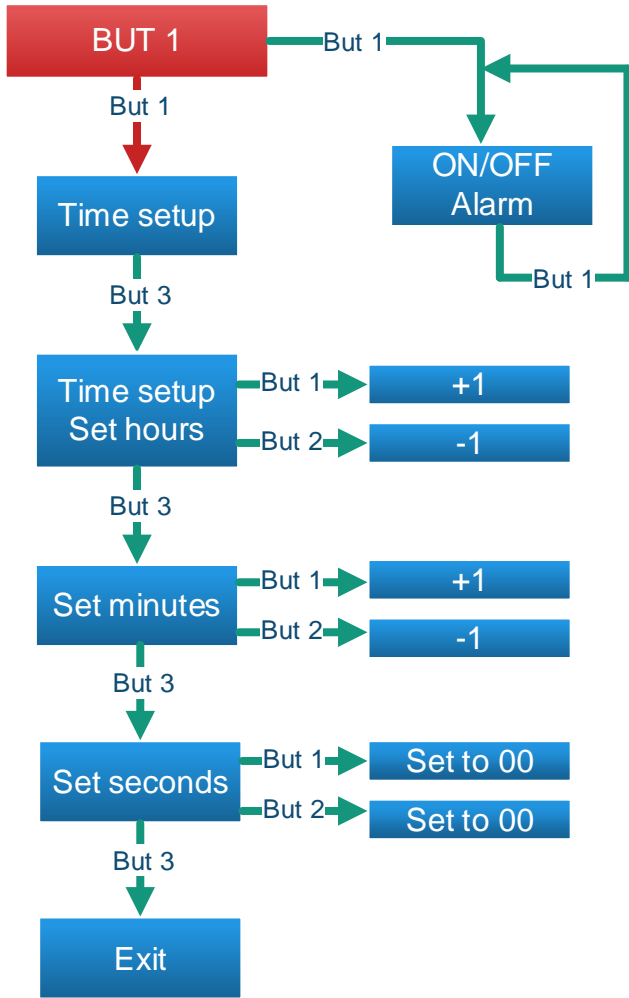 BUT 1
But 1
But 1
ON/OFF
Alarm
But 1
Time setup
But 3
Time setup
Set hours
But 1
+1
But 2
-1
But 3
Set minutes
But 1
+1
But 2
-1
But 3
Set seconds
But 1
Set to 00
But 2
Set to 00
But 3
Exit